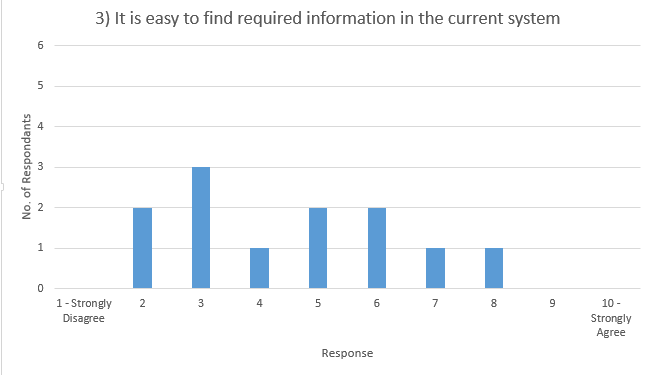 3) It is easy to find required information in the current system
6
5
4
3
2
1
0
No. of Respondants
1 - Strongly
Disagree
2
3
4
5
6
7
8
9
10 -
Strongly
Agree
Response